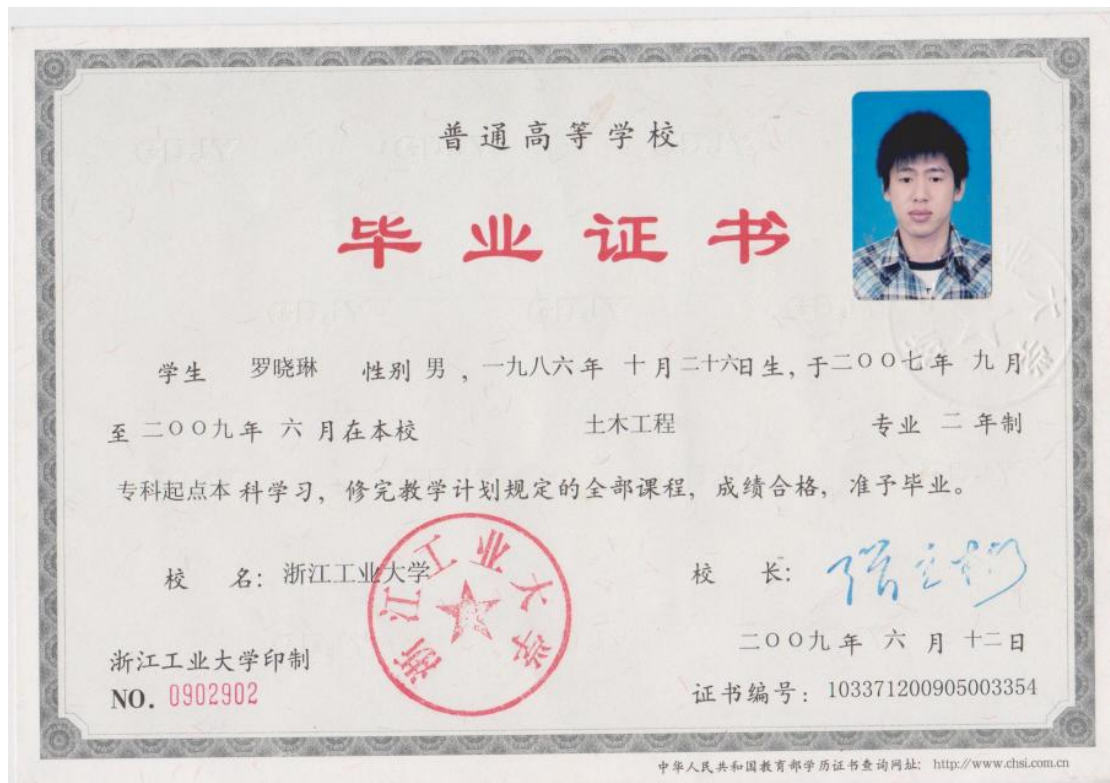 普通高等学校
毕业证书
学生 罗晓琳 性别 男 ，一九八六年 十月二十六日生，于二〇〇七年 九月
至二〇〇九年 六月在本校 土木工程 专业 二 年制
专科起点本 科学习，修完教学计划规定的全部课程，成绩合格，准予毕业。
校 名：浙江工业大学 校 长：
浙江工业大学
二〇〇九年 六月 十二日
浙江工业大学印制
NO. 0902902
证书编号：103371200905003354
中华人民共和国教育部学历证书查询网址：http://www.chsi.com.cn